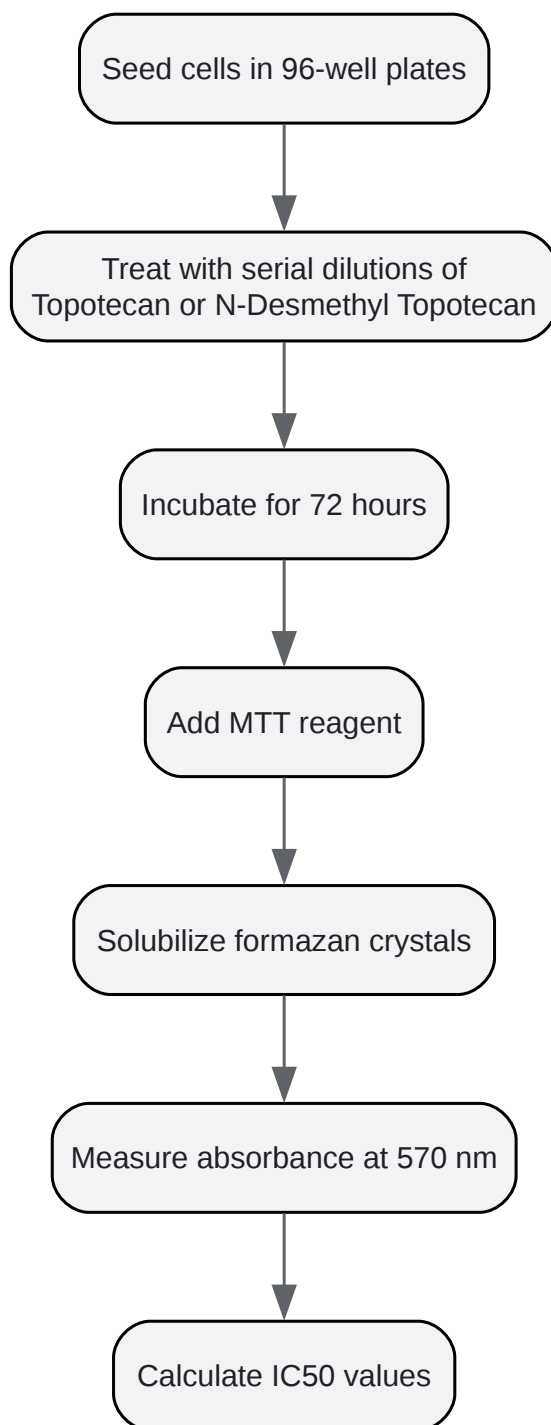 Seed cells in 96-well plates
Treat with serial dilutions of
Topotecan or N-Desmethyl Topotecan
Incubate for 72 hours
Add MTT reagent
Solubilize formazan crystals
Measure absorbance at 570 nm
Calculate IC50 values